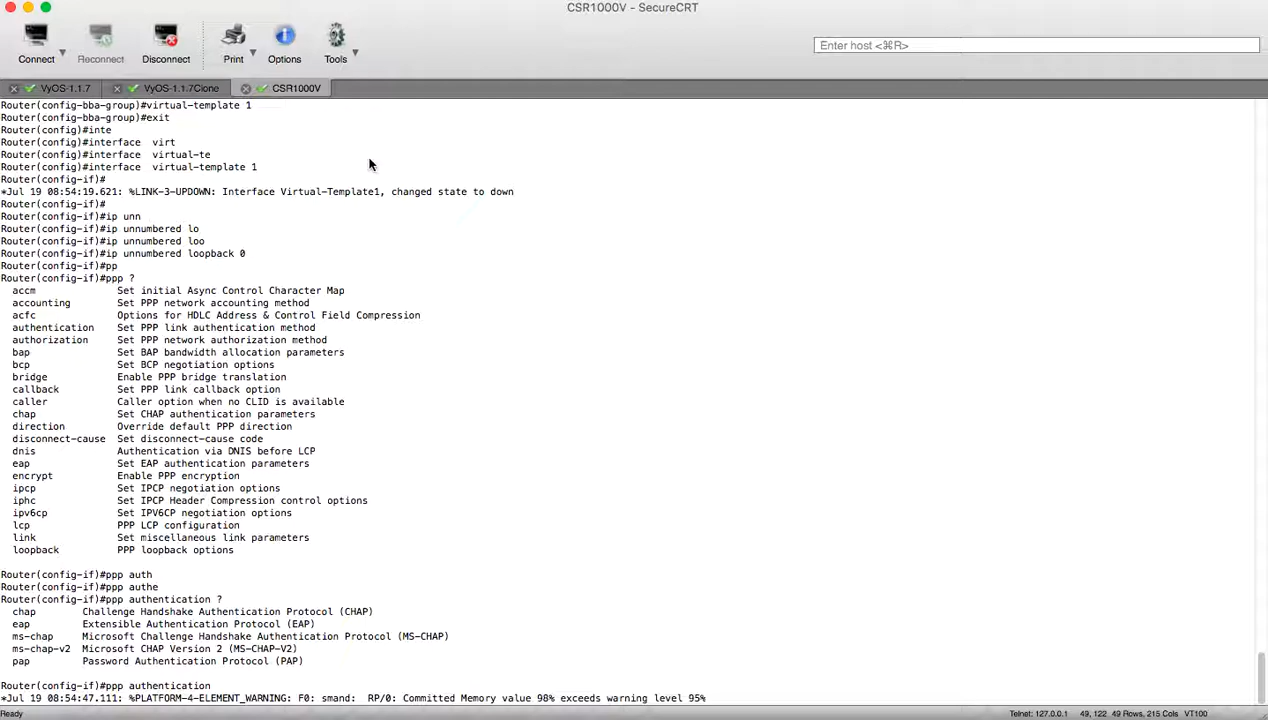 CSR1000V - SecureCRT
Connect Reconnect Disconnect Print Options Tools
Enter host <⌘R>
VyOS-1.1.7 VyOS-1.1.7Clone CSR1000V
Router(config-bba-group)#virtual-template 1
Router(config-bba-group)#exit
Router(config)#inte
Router(config)#interface  virt
Router(config)#interface  virtual-te
Router(config)#interface  virtual-template 1
Router(config-if)#
*Jul 19 08:54:19.621: %LINK-3-UPDOWN: Interface Virtual-Template1, changed state to down
Router(config-if)#
Router(config-if)#ip unn
Router(config-if)#ip unnumbered lo
Router(config-if)#ip unnumbered loo
Router(config-if)#ip unnumbered loopback 0
Router(config-if)#pp
Router(config-if)#ppp ?
  accm              Set initial Async Control Character Map
  accounting        Set PPP network accounting method
  acfc              Options for HDLC Address & Control Field Compression
  authentication    Set PPP link authentication method
  authorization     Set PPP network authorization method
  bap               Set BAP bandwidth allocation parameters
  bcp               Set BCP negotiation options
  bridge            Enable PPP bridge translation
  callback          Set PPP link callback option
  caller            Caller option when no CLID is available
  chap              Set CHAP authentication parameters
  direction         Override default PPP direction
  disconnect-cause  Set disconnect-cause code
  dnis              Authentication via DNIS before LCP
  eap               Set EAP authentication parameters
  encrypt           Enable PPP encryption
  ipcp              Set IPCP negotiation options
  iphc              Set IPCP Header Compression control options
  ipv6cp            Set IPV6CP negotiation options
  lcp               PPP LCP configuration
  link              Set miscellaneous link parameters
  loopback          PPP loopback options
Router(config-if)#ppp auth
Router(config-if)#ppp authe
Router(config-if)#ppp authentication ?
  chap        Challenge Handshake Authentication Protocol (CHAP)
  eap         Extensible Authentication Protocol (EAP)
  ms-chap     Microsoft Challenge Handshake Authentication Protocol (MS-CHAP)
  ms-chap-v2  Microsoft CHAP Version 2 (MS-CHAP-V2)
  pap         Password Authentication Protocol (PAP)
Router(config-if)#ppp authentication
*Jul 19 08:54:47.111: %PLATFORM-4-ELEMENT_WARNING: F0: smand:  RP/0: Committed Memory value 98% exceeds warning level 95%
Ready Telnet: 127.0.0.1 49, 122 49 Rows, 215 Cols VT100